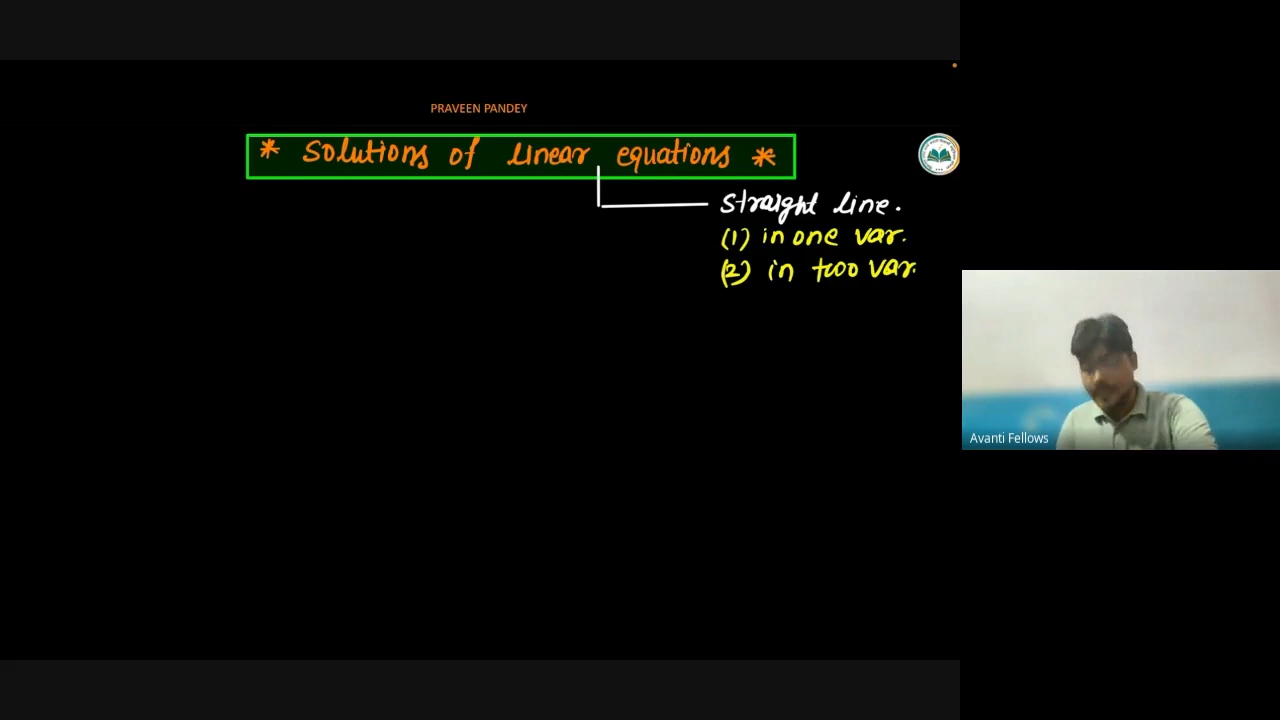 PRAVEEN PANDEY
* Solutions of Linear equations *
straight line.
(1) in one var.
(2) in two var.
Avanti Fellows